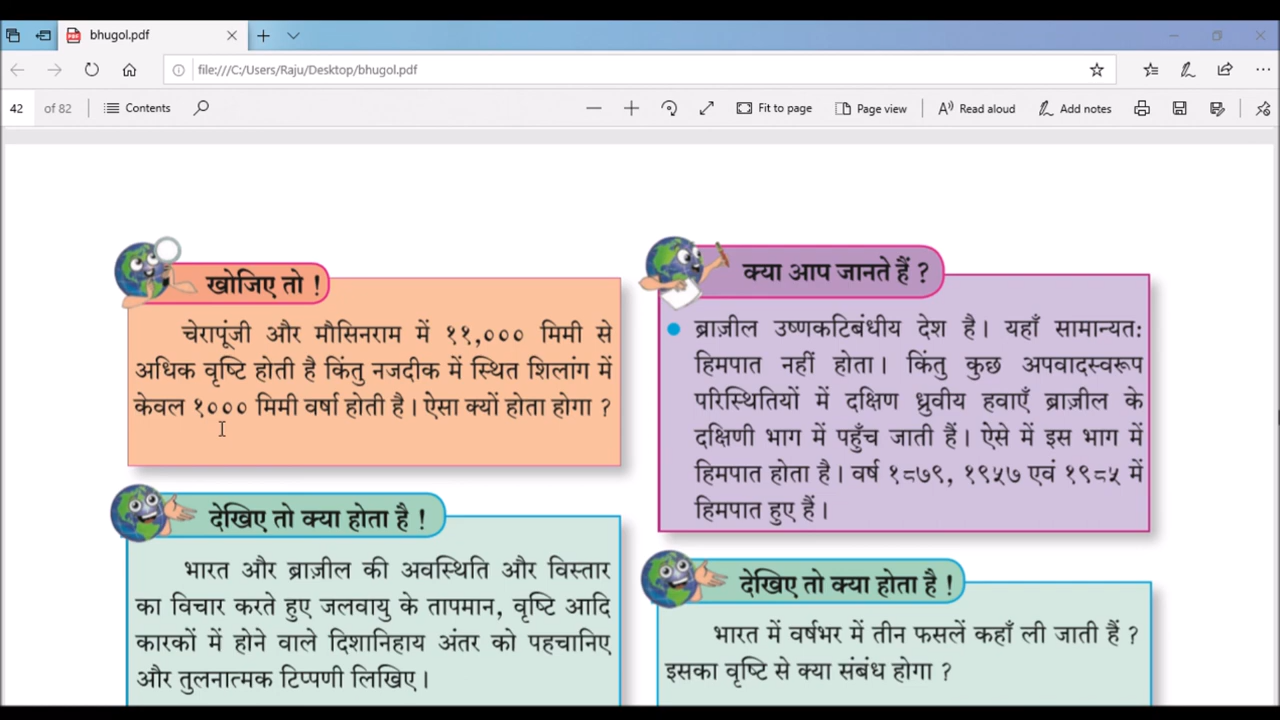 bhugol.pdf
file:///C:/Users/Raju/Desktop/bhugol.pdf
42 of 82 Contents Fit to page Page view Read aloud Add notes
खोजिए तो !
चेरापूंजी और मौसिनराम में ११,००० मिमी से
अधिक वृष्टि होती है किंतु नजदीक में स्थित शिलांग में
केवल १००० मिमी वर्षा होती है। ऐसा क्यों होता होगा ?
देखिए तो क्या होता है !
भारत और ब्राज़ील की अवस्थिति और विस्तार
का विचार करते हुए जलवायु के तापमान, वृष्टि आदि
कारकों में होने वाले दिशानिहाय अंतर को पहचानिए
और तुलनात्मक टिप्पणी लिखिए।
क्या आप जानते हैं ?
ब्राज़ील उष्णकटिबंधीय देश है। यहाँ सामान्यतः
हिमपात नहीं होता। किंतु कुछ अपवादस्वरूप
परिस्थितियों में दक्षिण ध्रुवीय हवाएँ ब्राज़ील के
दक्षिणी भाग में पहुँच जाती हैं। ऐसे में इस भाग में
हिमपात होता है। वर्ष १८७९, १९५७ एवं १९८५ में
हिमपात हुए हैं।
देखिए तो क्या होता है !
भारत में वर्षभर में तीन फसलें कहाँ ली जाती हैं ?
इसका वृष्टि से क्या संबंध होगा ?